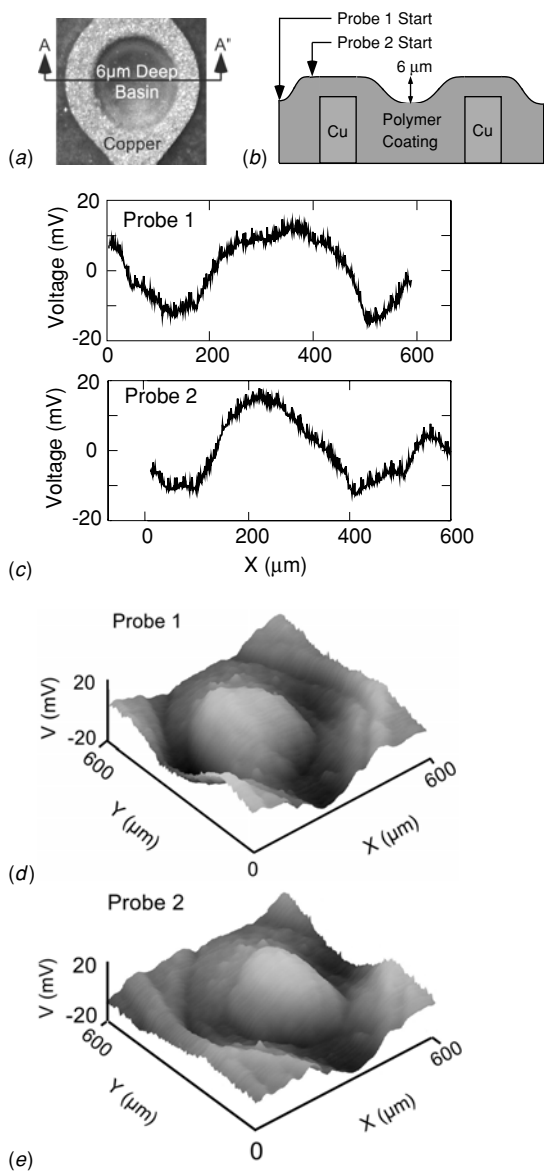 A A"
6µm Deep
Basin
Copper
(a)
Probe 1 Start
Probe 2 Start
6 µm
Cu
Polymer
Coating
Cu
(b)
Probe 1
Voltage (mV)
20
0
-20
0 200 400 600
Probe 2
Voltage (mV)
20
0
-20
0 200 400 600
X (µm)
(c)
Probe 1
V (mV)
20
-20
600
Y (µm)
0
X (µm)
600
(d)
Probe 2
V (mV)
20
-20
600
Y (µm)
0
X (µm)
600
(e)